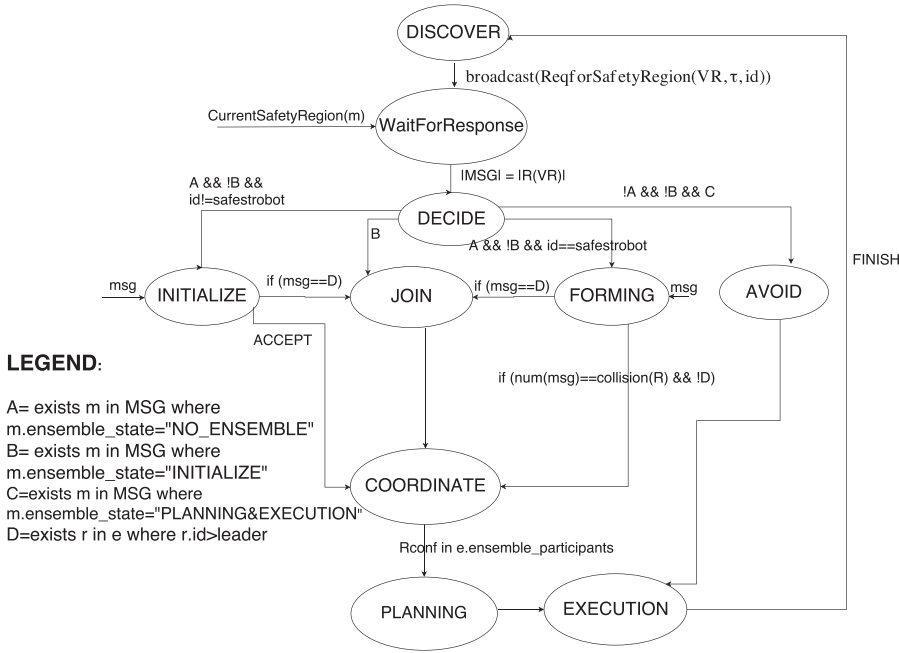 DISCOVER
broadcast(ReqforSafetyRegion(VR,τ,id))
CurrentSafetyRegion(m)
WaitForResponse
|MSG| = |R(VR)|
A && !B &&
id!=safestrobot
!A && !B && C
DECIDE
B
A && !B && id==safestrobot
FINISH
msg
INITIALIZE
if (msg==D)
JOIN
if (msg==D)
FORMING
msg
AVOID
ACCEPT
LEGEND:
if (num(msg)==collision(R) && !D)
A= exists m in MSG where
m.ensemble_state="NO_ENSEMBLE"
B= exists m in MSG where
m.ensemble_state="INITIALIZE"
C=exists m in MSG where
m.ensemble_state="PLANNING&EXECUTION"
D=exists r in e where r.id>leader
COORDINATE
Rconf in e.ensemble_participants
PLANNING
EXECUTION